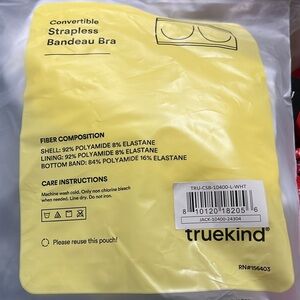 Convertible
Strapless
Bandeau Bra
FIBER COMPOSITION
SHELL: 92% POLYAMIDE 8% ELASTANE
LINING: 92% POLYAMIDE 8% ELASTANE
BOTTOM BAND: 84% POLYAMIDE 16% ELASTANE
CARE INSTRUCTIONS
Machine wash cold. Only non chlorine bleach
when needed. Line dry. Do not iron.
TRU-CSB-10400-L-WHT
8 10120 18205 6
JACK-10400-24304
truekind®
Please reuse this pouch!
RN#156403